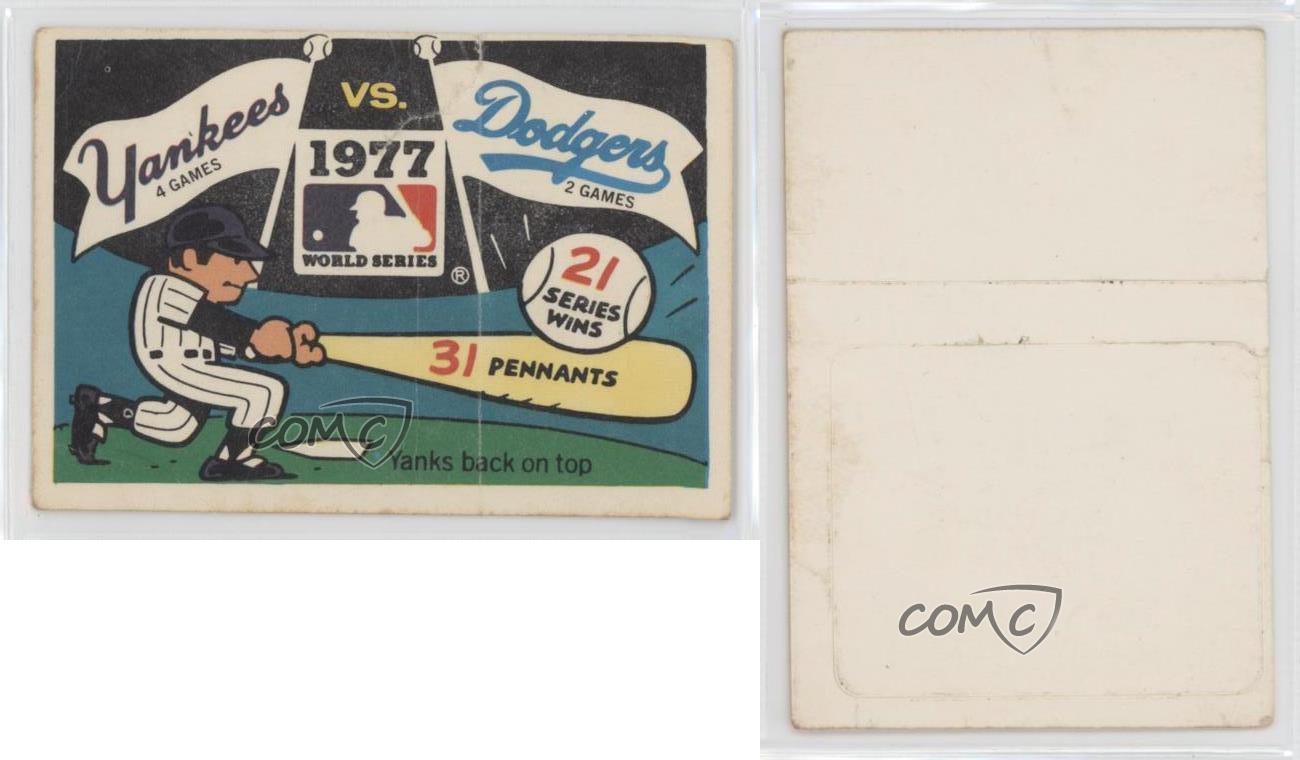 Yankees
4 GAMES
VS.
Dodgers
2 GAMES
1977
WORLD SERIES
®
21
SERIES
WINS
31 PENNANTS
Yanks back on top
COMC
COMC